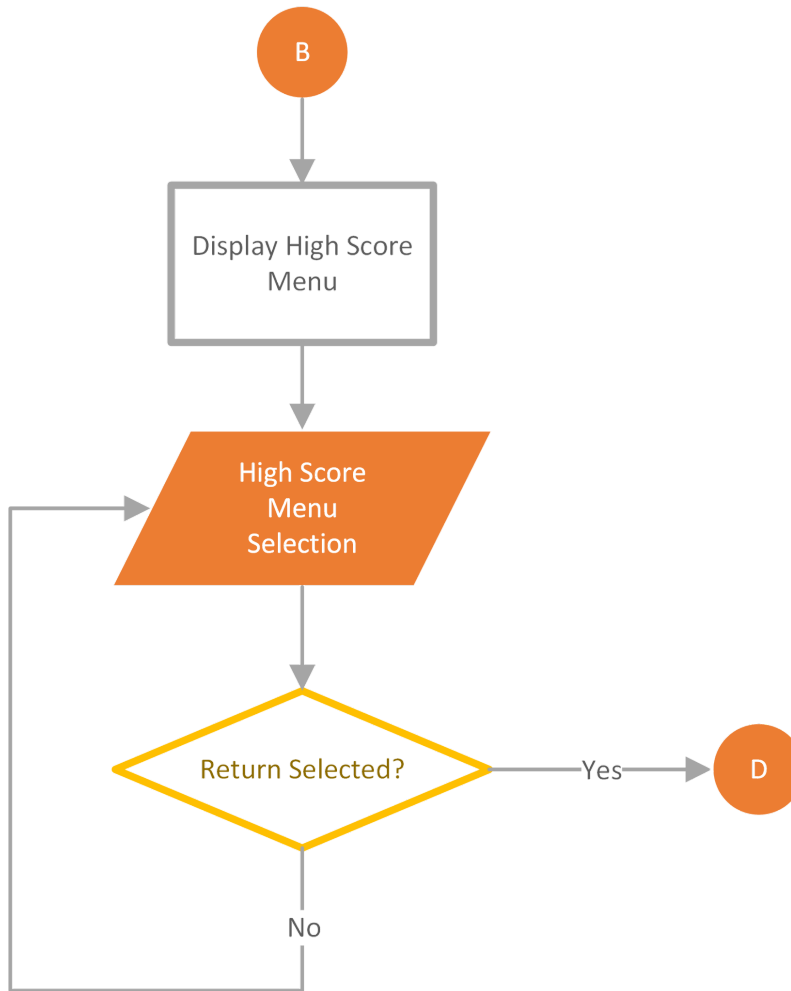 B
Display High Score
Menu
High Score
Menu
Selection
Return Selected?
Yes
D
No